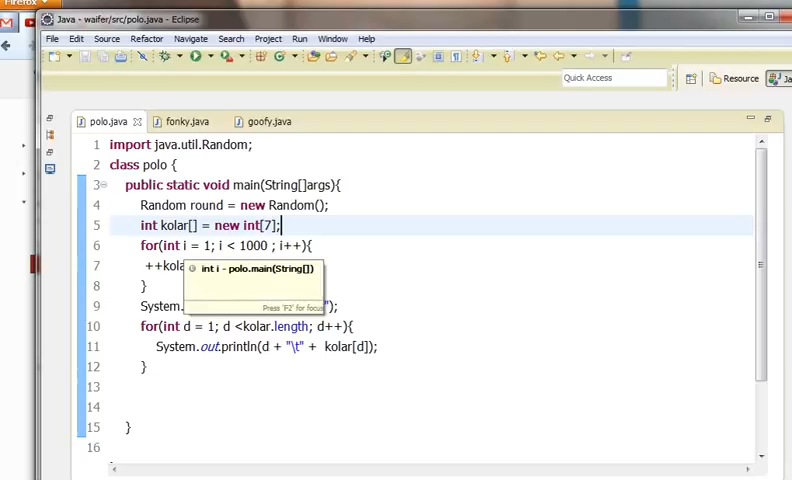 Firefox
Java - waifer/src/polo.java - Eclipse
File Edit Source Refactor Navigate Search Project Run Window Help
Quick Access
Resource
Ja
polo.java
fonky.java
goofy.java
1 import java.util.Random;
2 class polo {
3 public static void main(String[]args){
4 Random round = new Random();
5 int kolar[] = new int[7];
6 for(int i = 1; i < 1000 ; i++){
7 ++kola
int i - polo.main(String[])
8 }
Press 'F2' for focus
9 System. ");
10 for(int d = 1; d <kolar.length; d++){
11 System.out.println(d + "\t" + kolar[d]);
12 }
13
14
15 }
16